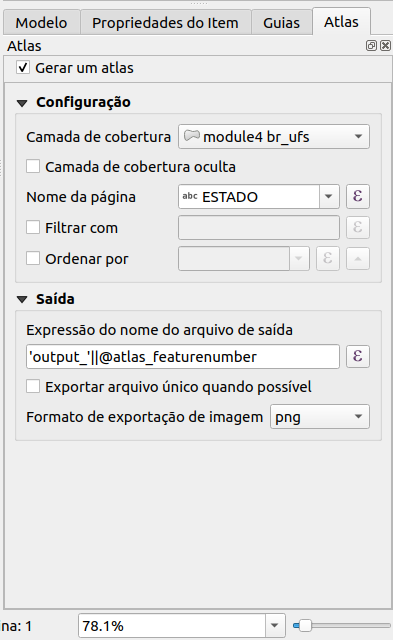 Modelo Propriedades do Item Guias Atlas
Atlas
Gerar um atlas
Configuração
Camada de cobertura module4 br_ufs
Camada de cobertura oculta
Nome da página abc ESTADO ε
Filtrar com ε
Ordenar por ε
Saída
Expressão do nome do arquivo de saída
'output_'||@atlas_featurenumber ε
Exportar arquivo único quando possível
Formato de exportação de imagem png
na: 1 78.1%